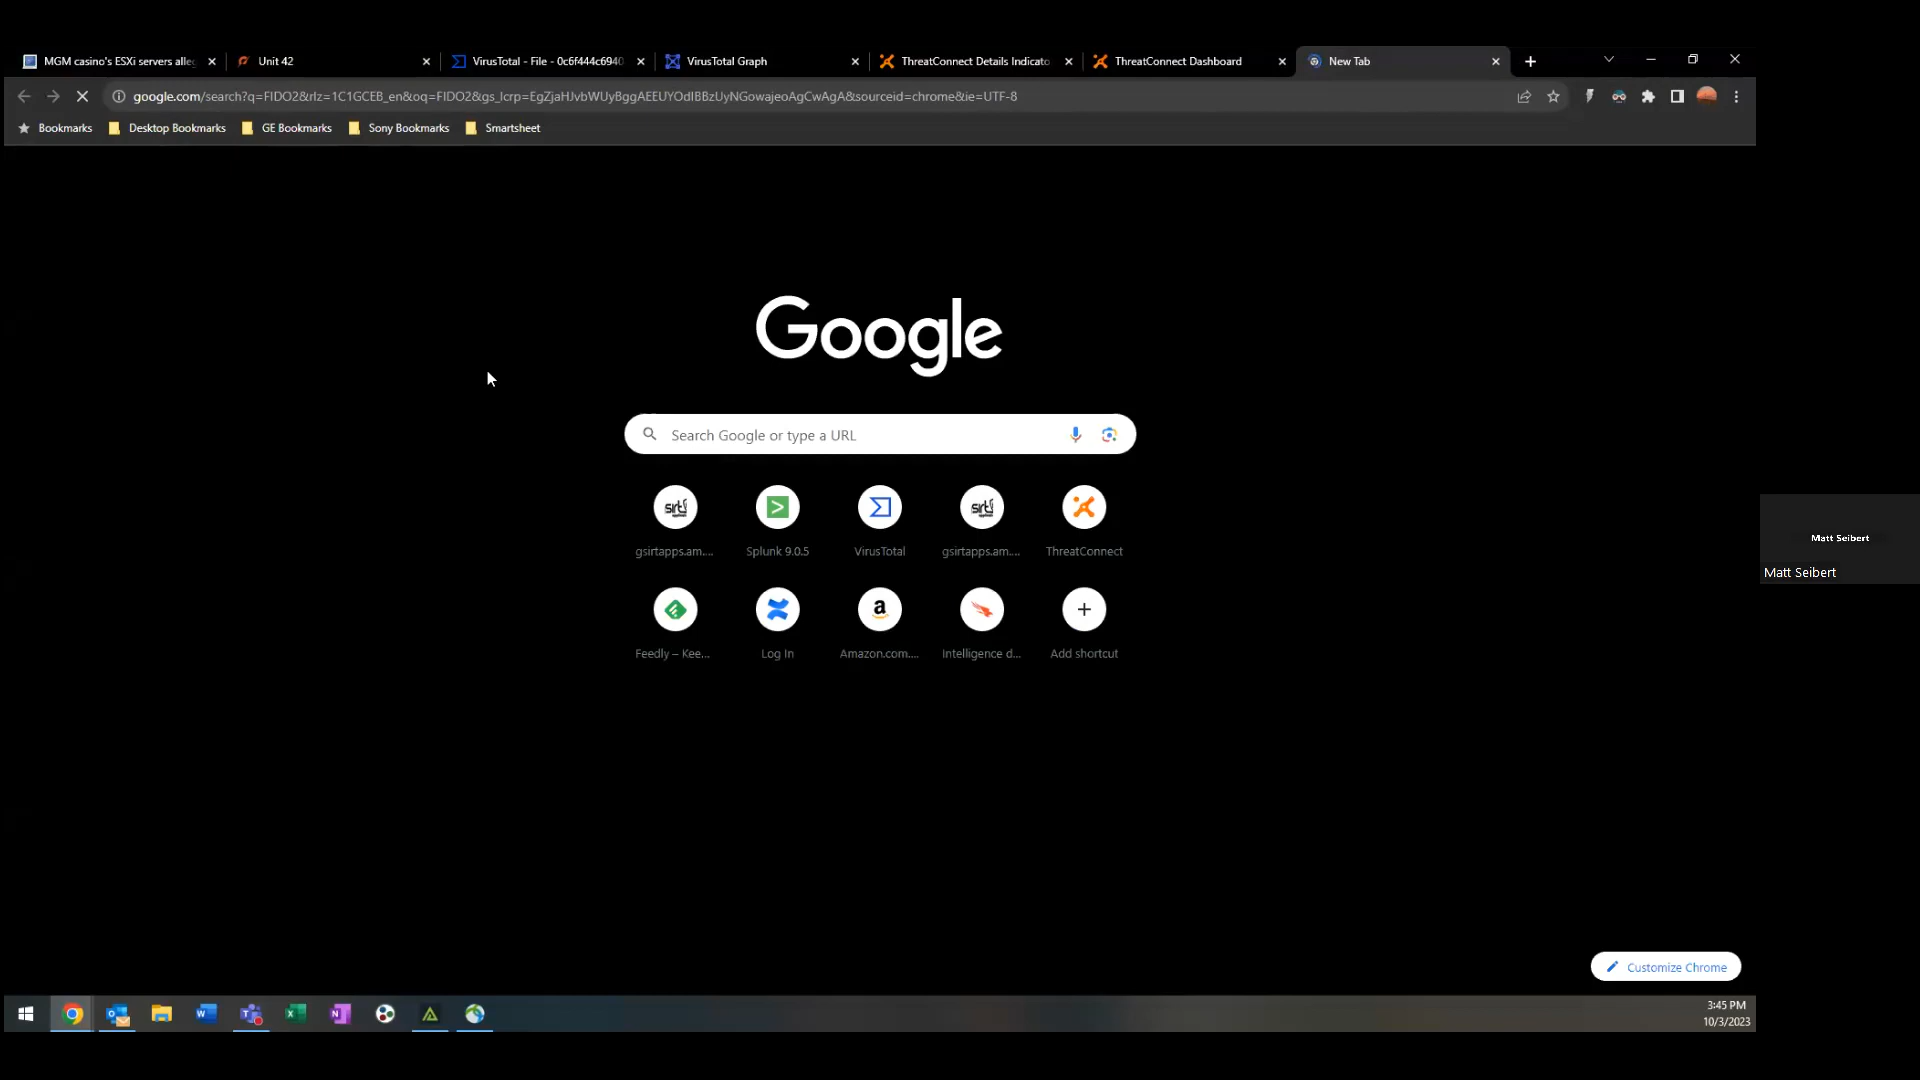 MGM casino's ESXi servers alle
Unit 42
VirusTotal - File - 0c6f444c6940
VirusTotal Graph
ThreatConnect Details Indicato
ThreatConnect Dashboard
New Tab
google.com/search?q=FIDO2&rlz=1C1GCEB_en&oq=FIDO2&gs_lcrp=EgZjaHJvbWUyBggAEEUYOdIBBzUyNGowajeoAgCwAgA&sourceid=chrome&ie=UTF-8
Bookmarks
Desktop Bookmarks
GE Bookmarks
Sony Bookmarks
Smartsheet
Google
Search Google or type a URL
gsirtapps.am....
Splunk 9.0.5
VirusTotal
gsirtapps.am....
ThreatConnect
Feedly – Kee...
Log In
Amazon.com....
Intelligence d...
Add shortcut
Matt Seibert
Matt Seibert
Customize Chrome
3:45 PM
10/3/2023